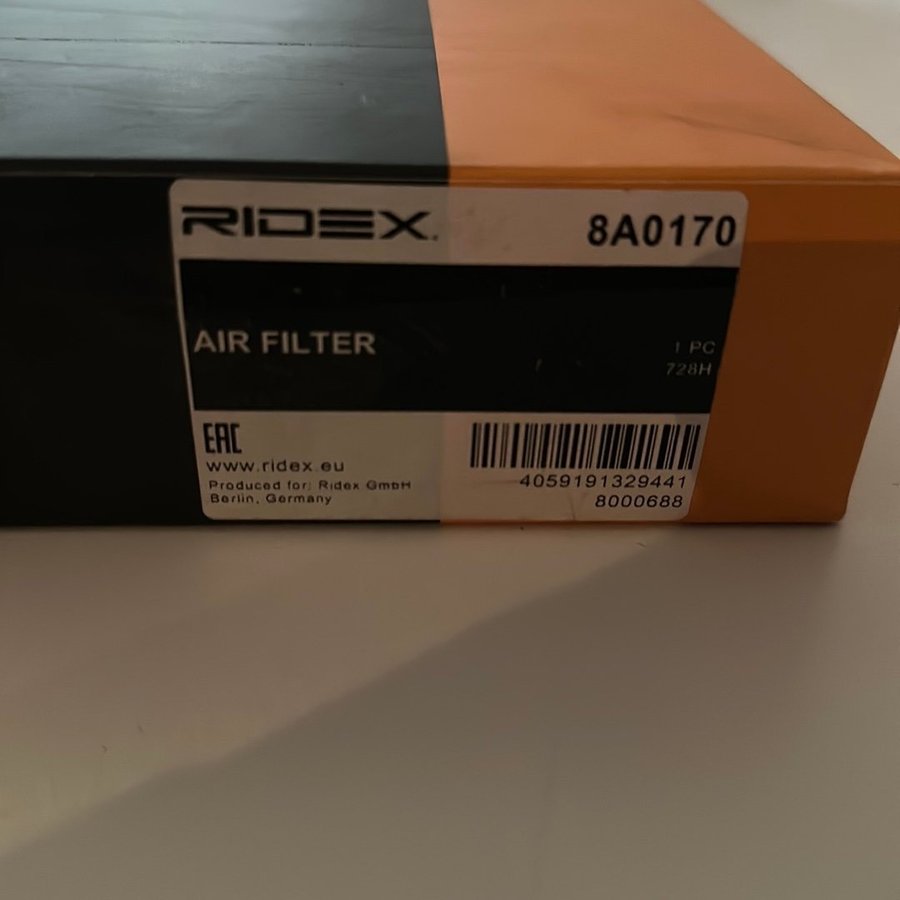 RIDEX.
8A0170
AIR FILTER
1 PC
728H
EAC
www.ridex.eu
Produced for: Ridex GmbH
Berlin, Germany
4059191329441
8000688